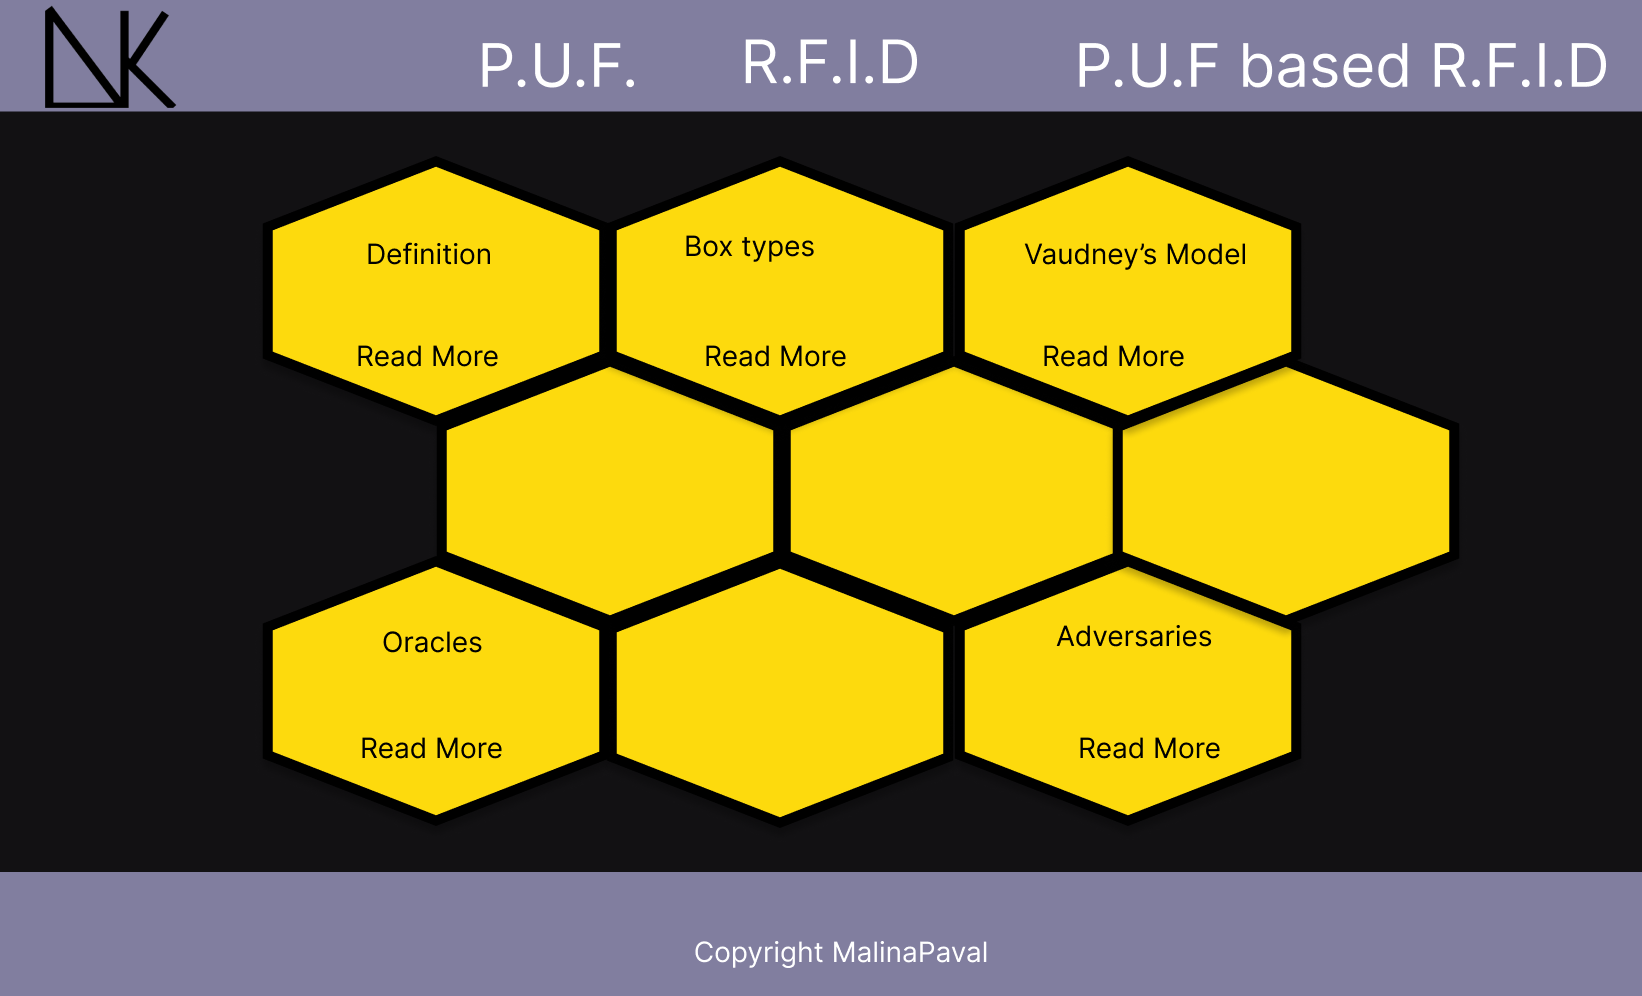 NK
P.U.F.
R.F.I.D
P.U.F based R.F.I.D
Definition
Box types
Vaudney’s Model
Read More
Read More
Read More
Oracles
Adversaries
Read More
Read More
Copyright MalinaPaval